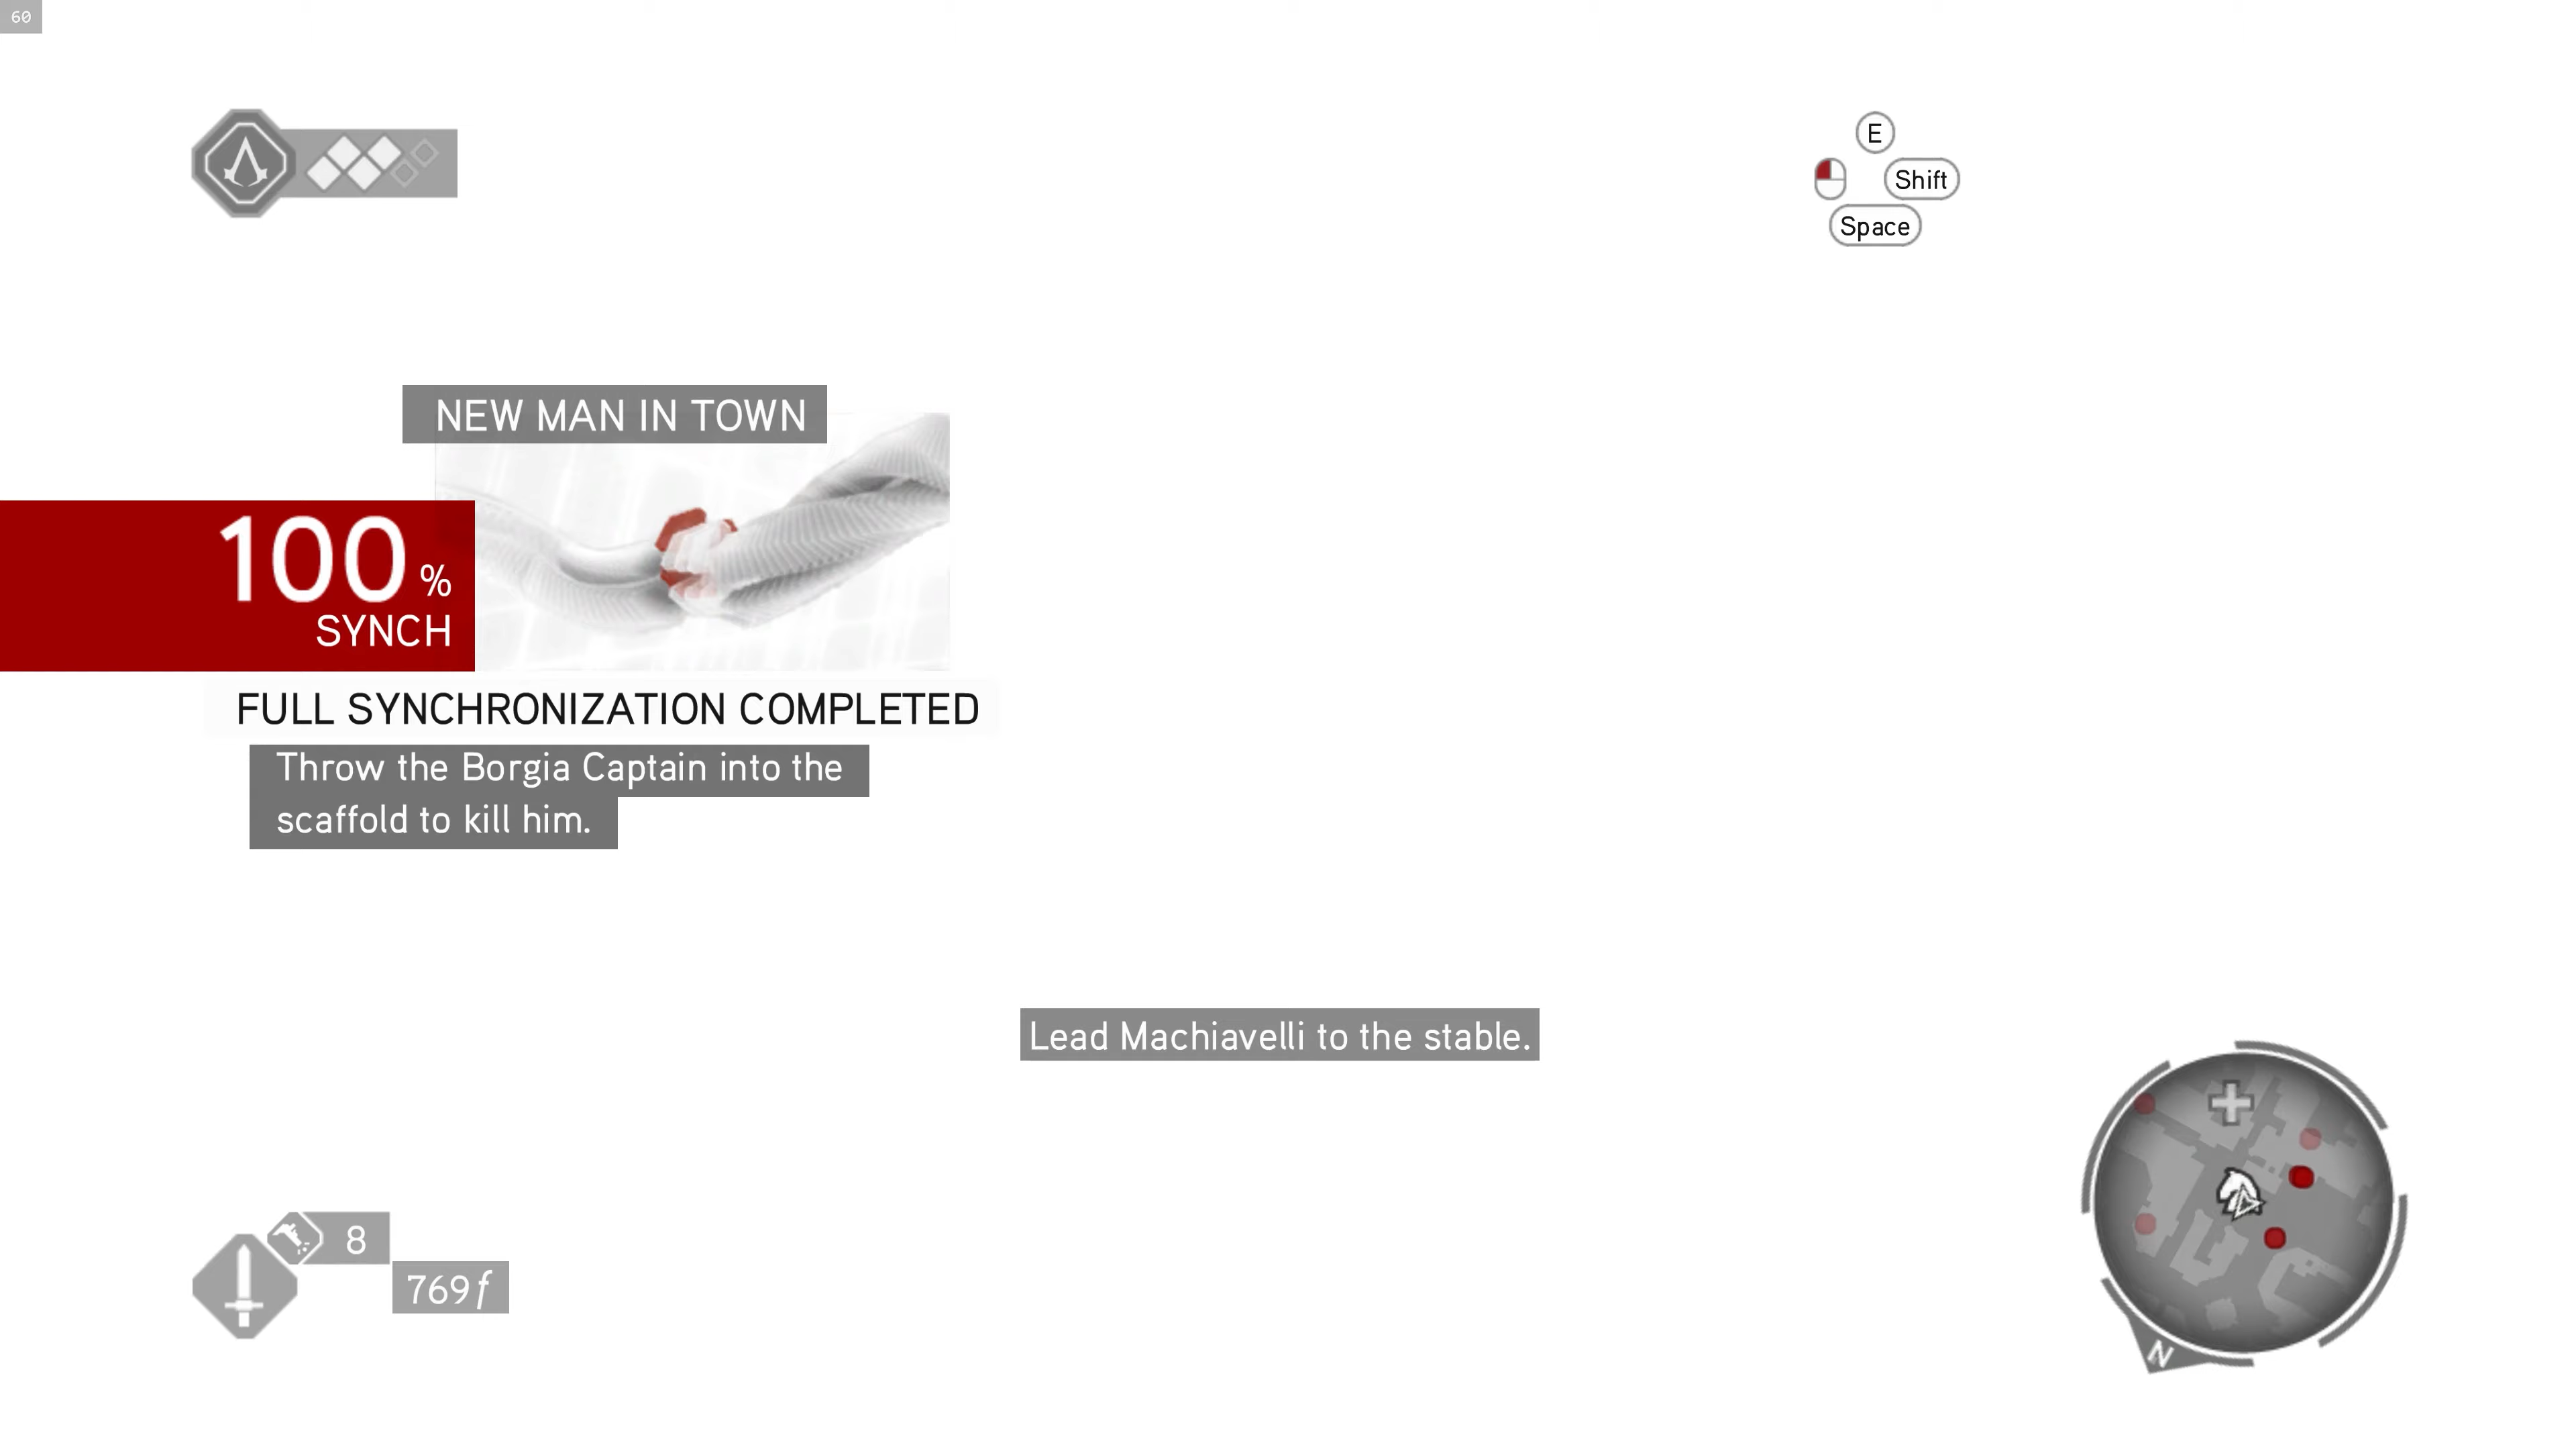 60
E
Shift
Space
NEW MAN IN TOWN
100 %
SYNCH
FULL SYNCHRONIZATION COMPLETED
Throw the Borgia Captain into the
scaffold to kill him.
Lead Machiavelli to the stable.
8
769 f
N